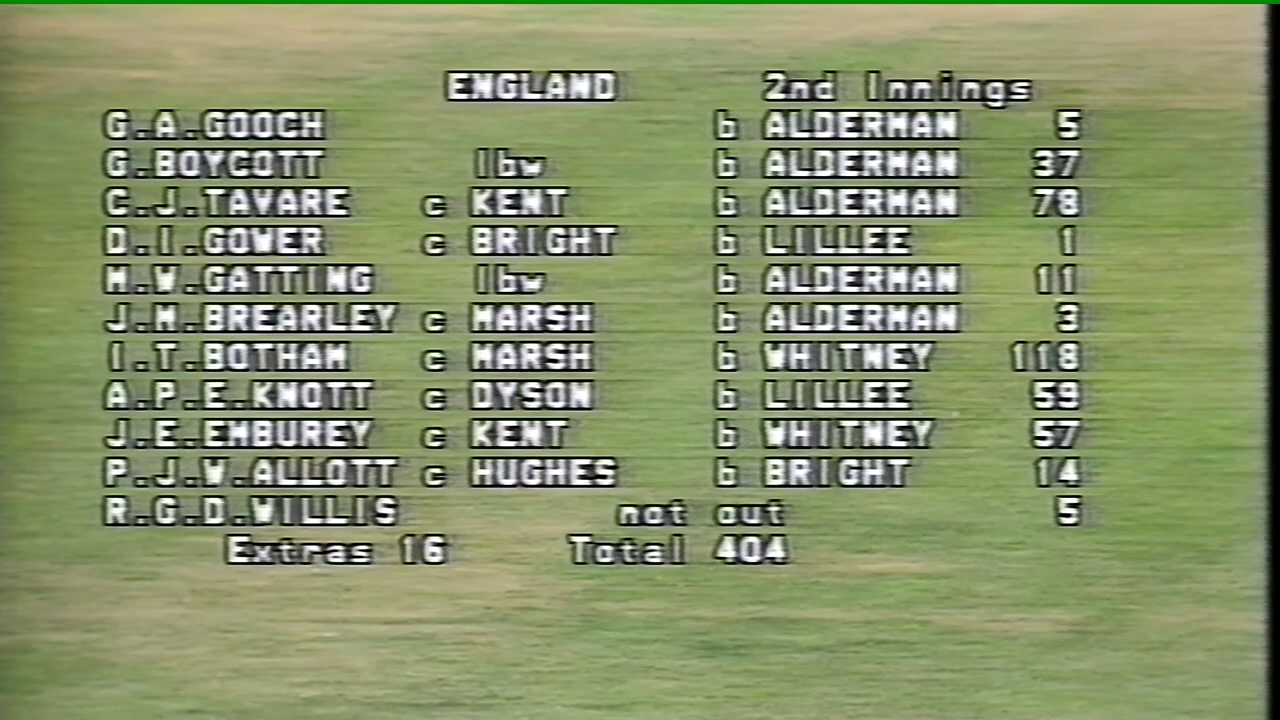 ENGLAND 2nd Innings
G.A.GOOCH b ALDERMAN 5
G.BOYCOTT lbw b ALDERMAN 37
C.J.TAVARE c KENT b ALDERMAN 78
D.I.GOWER c BRIGHT b LILLEE 1
M.W.GATTING lbw b ALDERMAN 11
J.M.BREARLEY c MARSH b ALDERMAN 3
I.T.BOTHAM c MARSH b WHITNEY 118
A.P.E.KNOTT c DYSON b LILLEE 59
J.E.EMBUREY c KENT b WHITNEY 57
P.J.W.ALLOTT c HUGHES b BRIGHT 14
R.G.D.WILLIS not out 5
Extras 16 Total 404